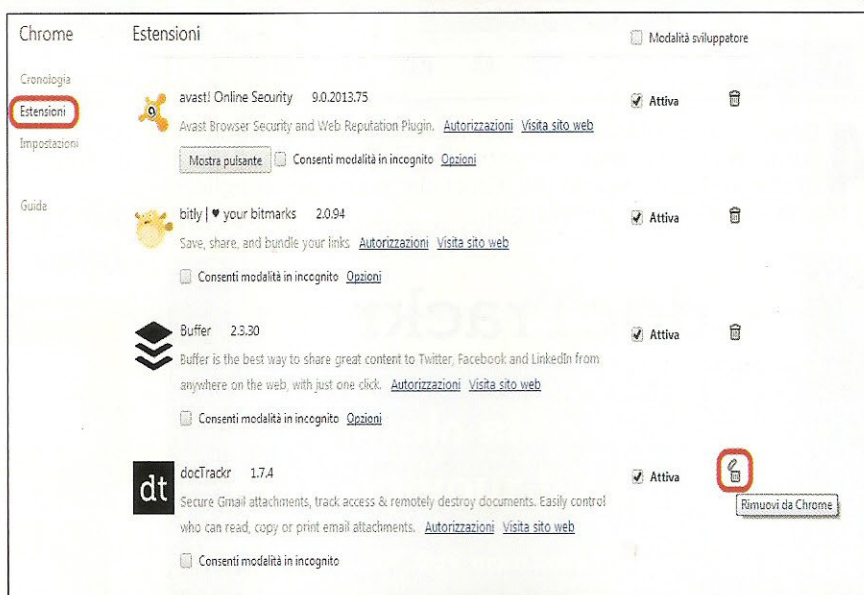 Chrome
Estensioni
Modalità sviluppatore
Cronologia
Estensioni
Impostazioni
Guide
avast! Online Security 9.0.2013.75
Attiva
Avast Browser Security and Web Reputation Plugin. Autorizzazioni Visita sito web
Mostra pulsante Consenti modalità in incognito Opzioni
bitly | ♥ your bitmarks 2.0.94
Attiva
Save, share, and bundle your links Autorizzazioni Visita sito web
Consenti modalità in incognito Opzioni
Buffer 2.3.30
Attiva
Buffer is the best way to share great content to Twitter, Facebook and LinkedIn from
anywhere on the web, with just one click. Autorizzazioni Visita sito web
Consenti modalità in incognito Opzioni
dt
docTrackr 1.7.4
Attiva
Rimuovi da Chrome
Secure Gmail attachments, track access & remotely destroy documents. Easily control
who can read, copy or print email attachments. Autorizzazioni Visita sito web
Consenti modalità in incognito